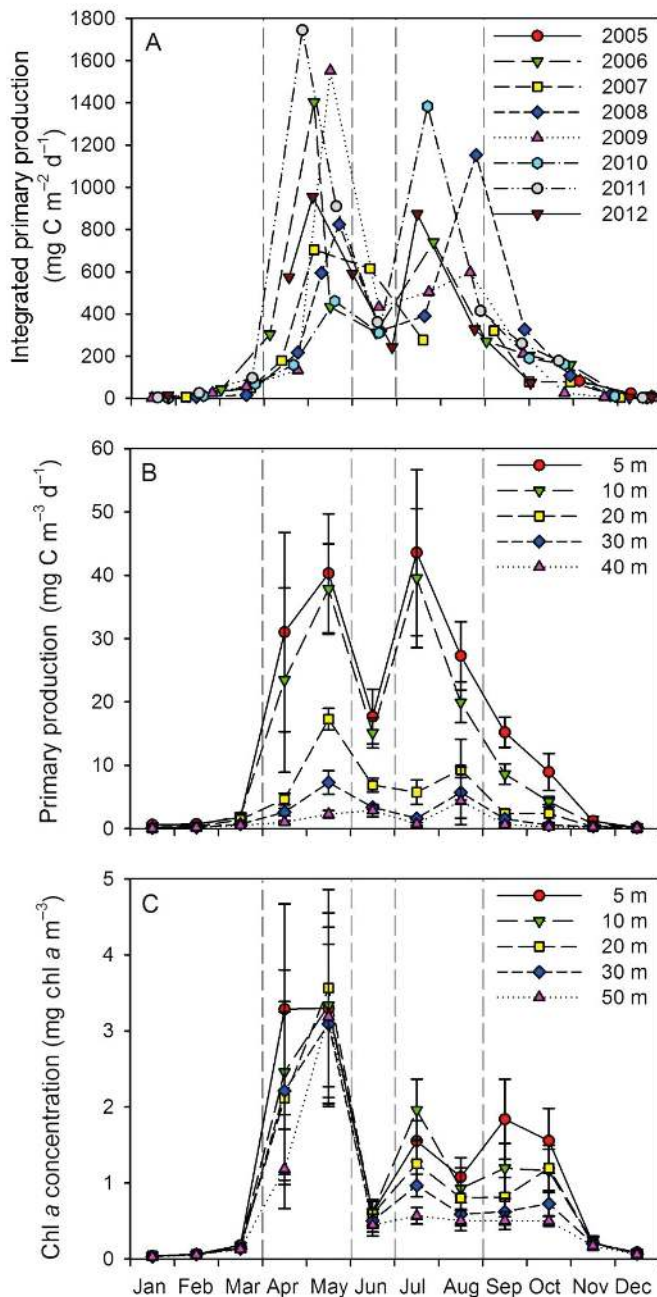 A
Integrated primary production
(mg C m⁻² d⁻¹)
1800
1600
1400
1200
1000
800
600
400
200
0
2005
2006
2007
2008
2009
2010
2011
2012
B
Primary production (mg C m⁻³ d⁻¹)
60
50
40
30
20
10
0
5 m
10 m
20 m
30 m
40 m
C
Chl a concentration (mg chl a m⁻³)
5
4
3
2
1
0
5 m
10 m
20 m
30 m
50 m
Jan Feb Mar Apr May Jun Jul Aug Sep Oct Nov Dec